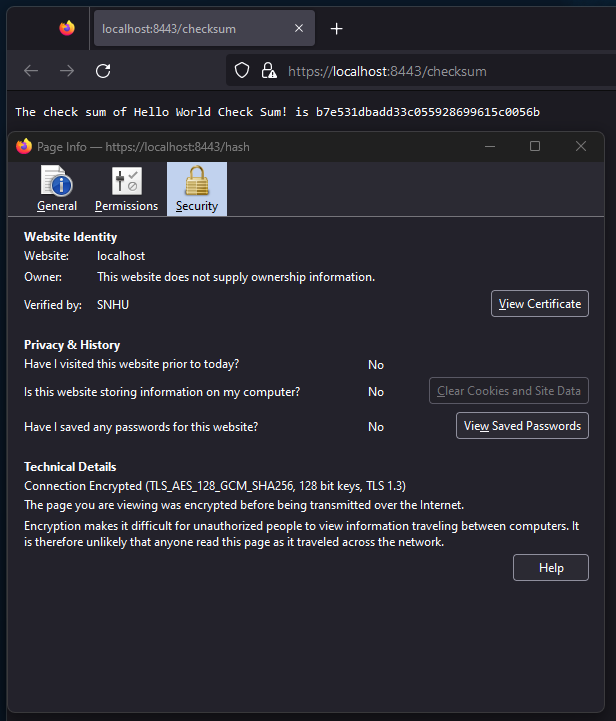 localhost:8443/checksum
https://localhost:8443/checksum
The check sum of Hello World Check Sum! is b7e531dbadd33c055928699615c0056b
Page Info — https://localhost:8443/hash
General Permissions Security
Website Identity
Website: localhost
Owner: This website does not supply ownership information.
Verified by: SNHU View Certificate
Privacy & History
Have I visited this website prior to today? No
Is this website storing information on my computer? No Clear Cookies and Site Data
Have I saved any passwords for this website? No View Saved Passwords
Technical Details
Connection Encrypted (TLS_AES_128_GCM_SHA256, 128 bit keys, TLS 1.3)
The page you are viewing was encrypted before being transmitted over the Internet.
Encryption makes it difficult for unauthorized people to view information traveling between computers. It
is therefore unlikely that anyone read this page as it traveled across the network.
Help